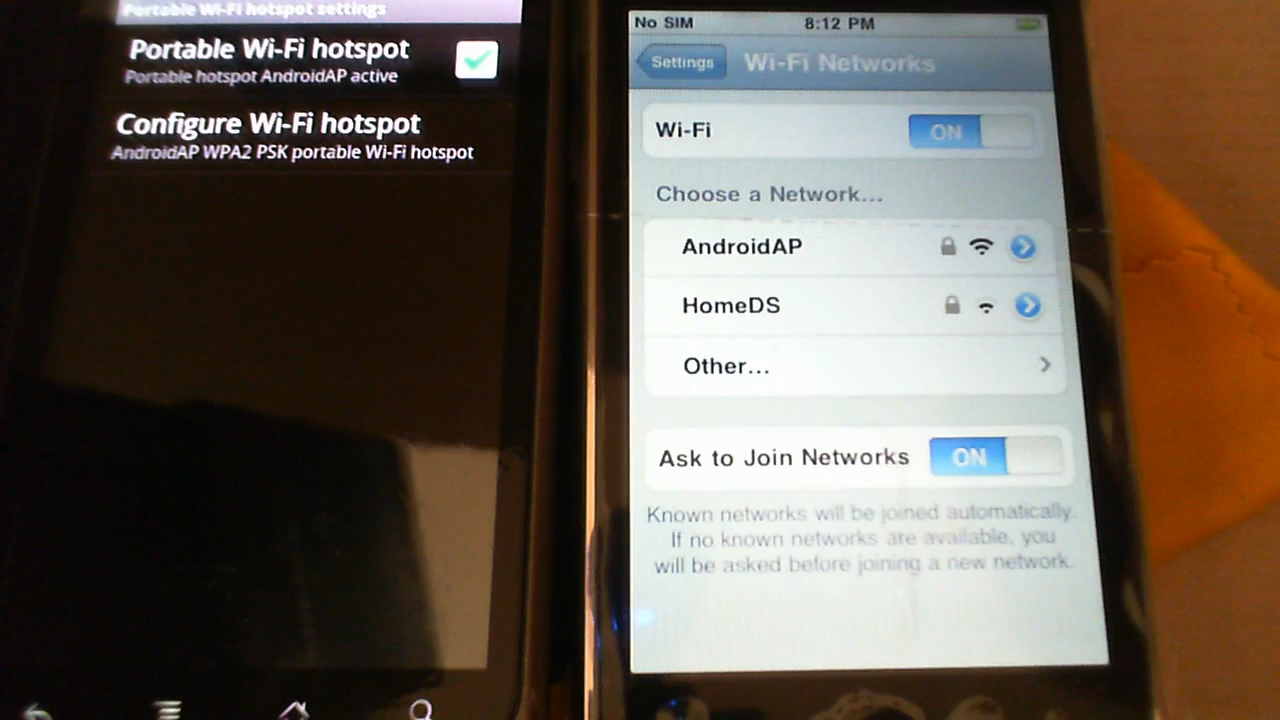 Portable Wi-Fi hotspot settings
Portable Wi-Fi hotspot
Portable hotspot AndroidAP active
Configure Wi-Fi hotspot
AndroidAP WPA2 PSK portable Wi-Fi hotspot
No SIM
8:12 PM
Settings
Wi-Fi Networks
Wi-Fi
ON
Choose a Network...
AndroidAP
HomeDS
Other...
Ask to Join Networks
ON
Known networks will be joined automatically.
If no known networks are available, you
will be asked before joining a new network.